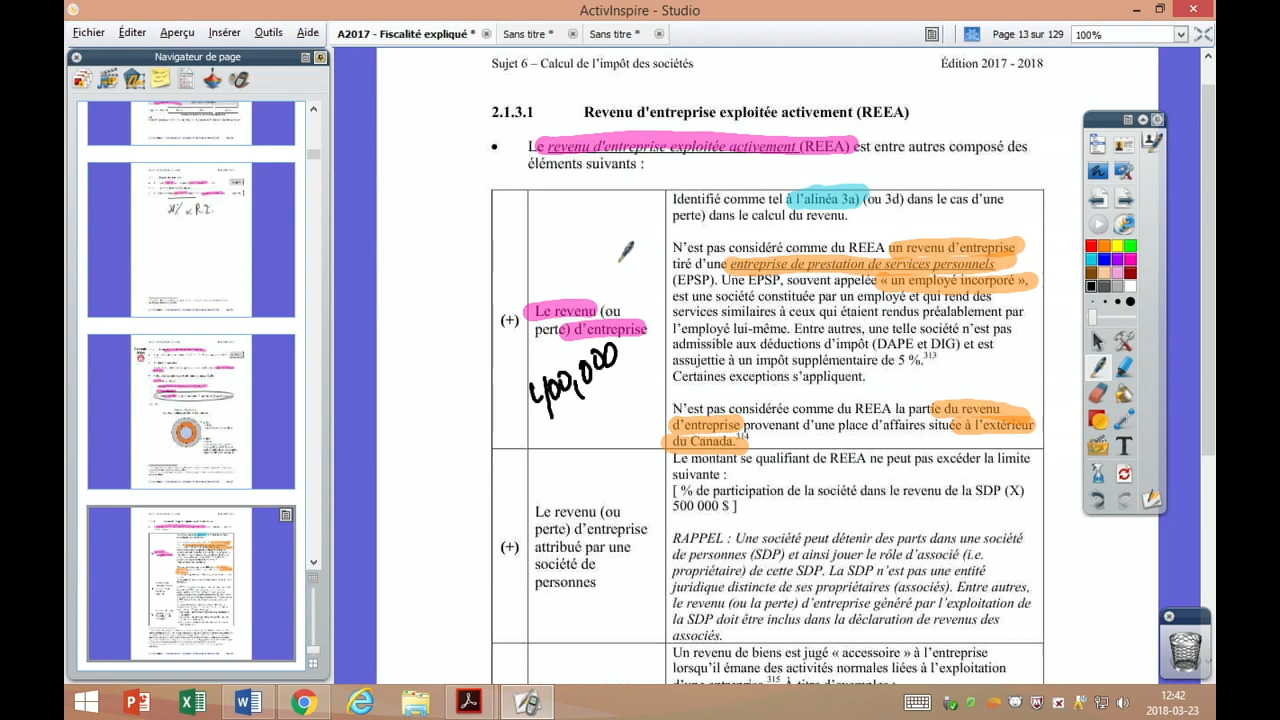 ActivInspire - Studio
Fichier Éditer Aperçu Insérer Outils Aide
A2017 - Fiscalité expliqué * Sans titre * Sans titre * Page 13 sur 129 100%
Navigateur de page
Sujet 6 – Calcul de l'impôt des sociétés Édition 2017 - 2018
2.1.3.1 Revenu d'entreprise exploitée activement (REEA)
• Le revenu d'entreprise exploitée activement (REEA) est entre autres composé des
éléments suivants :
(+) Le revenu (ou
perte) d'entreprise
400,000
Identifié comme tel à l'alinéa 3a) (ou 3d) dans le cas d'une
perte) dans le calcul du revenu.
N'est pas considéré comme du REEA un revenu d'entreprise
tiré d'une entreprise de prestation de services personnels
(EPSP). Une EPSP, souvent appelée « un employé incorporé »,
est une société constituée par un employé et qui rend des
services similaires à ceux qui étaient rendus préalablement par
l'employé lui-même. Entre autres, une telle société n'est pas
admissible aux déductions d'impôt (DAPE et DIG) et est
assujettie à un impôt supplémentaire de 5 %. 313
Certaines exceptions s'appliquent.
N'est pas considérée comme du REEA la partie du revenu
d'entreprise provenant d'une place d'affaires située à l'extérieur
du Canada. 314
(+) Le revenu (ou
perte) d'entreprise
attribué par une
société de
personnes
Le montant se qualifiant de REEA ne peut pas excéder la limite
suivante :
[ % de participation de la société dans le revenu de la SDP (X)
500 000 $ ]
RAPPEL : Une société peut détenir des parts dans une société
de personnes (SDP) et ainsi jouer le rôle d'associé (i.e.
propriétaire) de cette SDP. La SDP n'est pas une entité
juridique distincte de ses propriétaires (associés). Entre autres,
le revenu (ou la perte) d'entreprise généré par l'exploitation de
la SDP doit être inclus dans la déclaration de revenus des
associés.
Un revenu de biens est jugé « accessoire » à l'entreprise
lorsqu'il émane des activités normales liées à l'exploitation
d'une entreprise. 315 À titre d'exemples :
12:42
2018-03-23